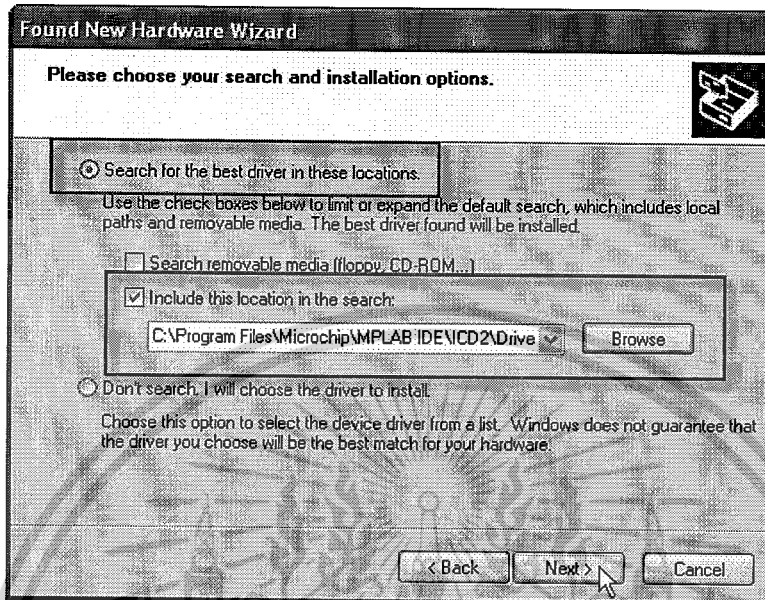 Found New Hardware Wizard
Please choose your search and installation options.
Search for the best driver in these locations.
Use the check boxes below to limit or expand the default search, which includes local
paths and removable media. The best driver found will be installed.
Search removable media (floppy, CD-ROM...)
Include this location in the search:
C:\Program Files\Microchip\MPLAB IDE\ICD2\Drive
Browse
Don't search. I will choose the driver to install.
Choose this option to select the device driver from a list. Windows does not guarantee that
the driver you choose will be the best match for your hardware.
< Back Next > Cancel